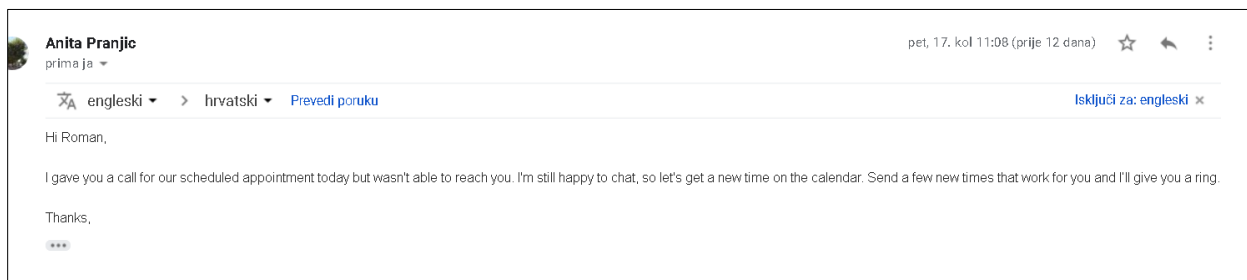 Anita Pranjic
pet, 17. kol 11:08 (prije 12 dana)
prima ja
engleski > hrvatski Prevedi poruku
Isključi za: engleski ×
Hi Roman,
I gave you a call for our scheduled appointment today but wasn't able to reach you. I'm still happy to chat, so let's get a new time on the calendar. Send a few new times that work for you and I'll give you a ring.
Thanks,